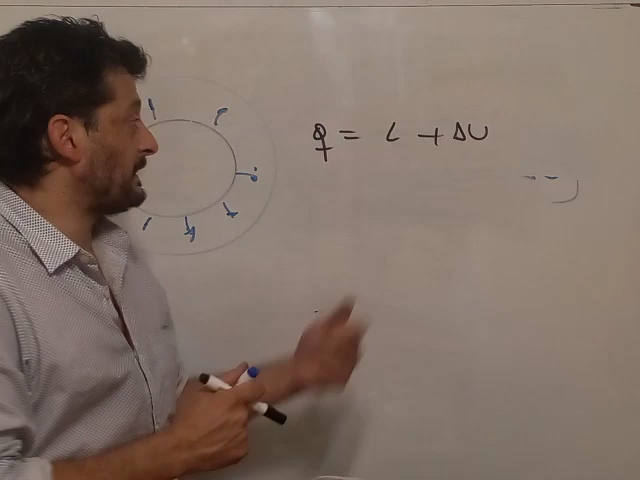 Q = L + ΔU